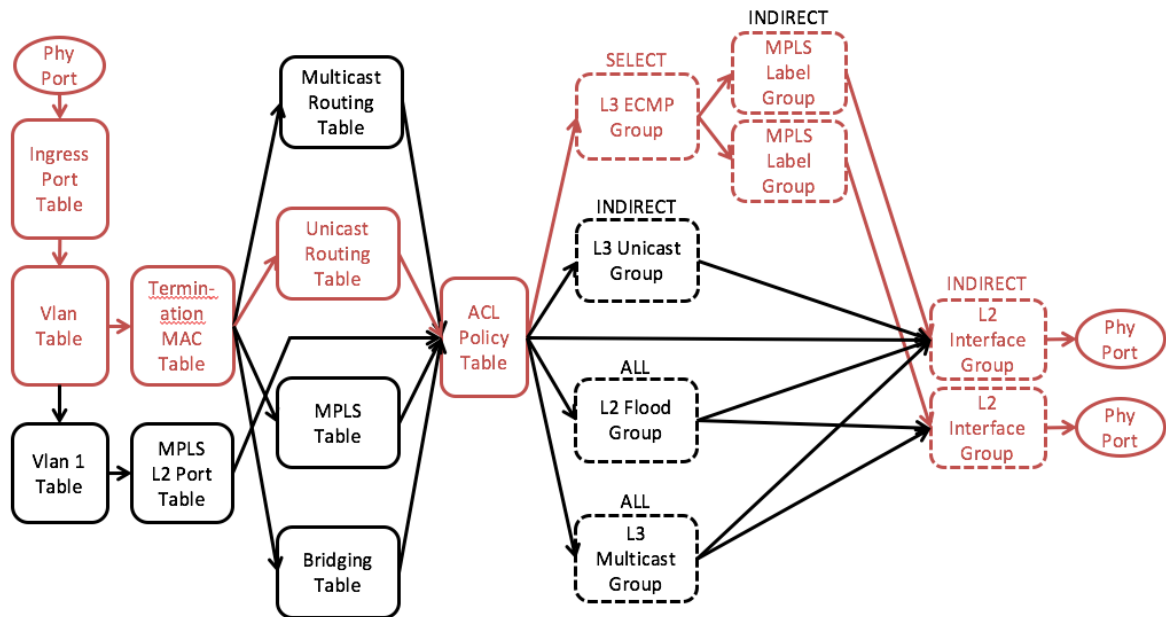 Phy
Port
Ingress
Port
Table
Vlan
Table
Vlan 1
Table
Termin-
ation
MAC
Table
MPLS
L2 Port
Table
Multicast
Routing
Table
Unicast
Routing
Table
MPLS
Table
Bridging
Table
ACL
Policy
Table
SELECT
L3 ECMP
Group
INDIRECT
MPLS
Label
Group
MPLS
Label
Group
INDIRECT
L3 Unicast
Group
ALL
L2 Flood
Group
ALL
L3
Multicast
Group
INDIRECT
L2
Interface
Group
L2
Interface
Group
Phy
Port
Phy
Port